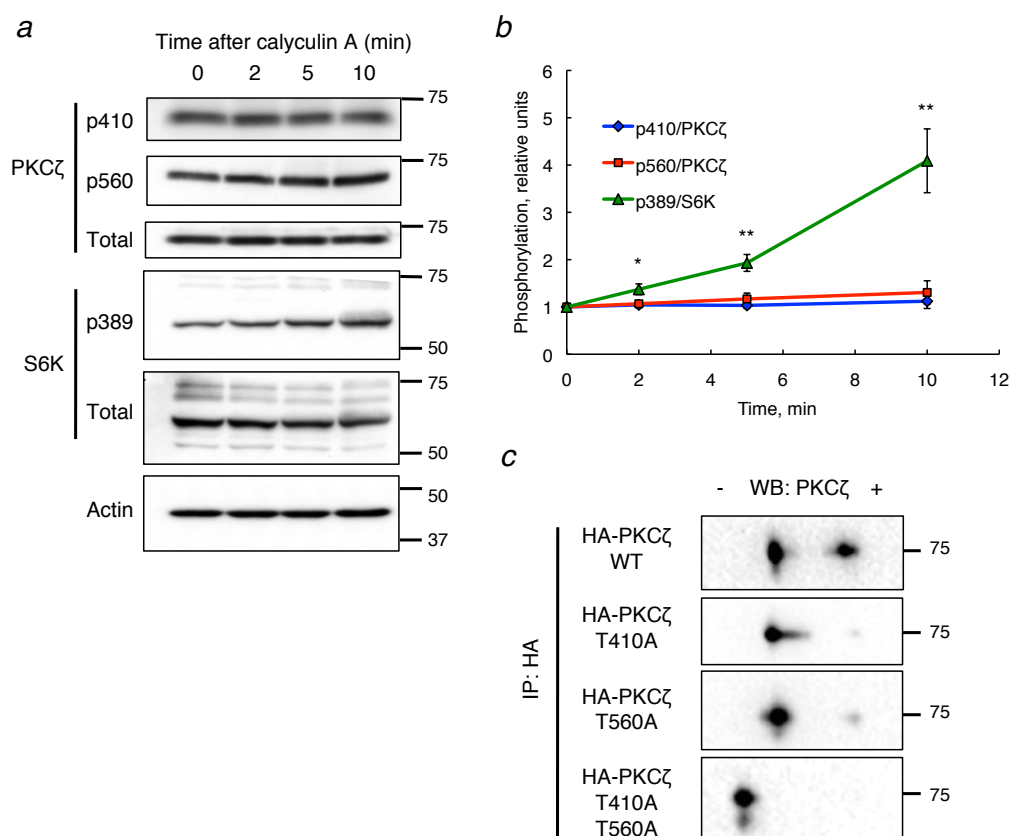 a
Time after calyculin A (min)
0 2 5 10
PKCζ
p410
75
p560
75
Total
75
S6K
p389
75
50
Total
75
50
Actin
50
37
b
Phosphorylation, relative units
6
5
4
3
2
1
0
p410/PKCζ
p560/PKCζ
p389/S6K
*
**
**
0 2 4 6 8 10 12
Time, min
c
- WB: PKCζ +
IP: HA
HA-PKCζ
WT
75
HA-PKCζ
T410A
75
HA-PKCζ
T560A
75
HA-PKCζ
T410A
T560A
75